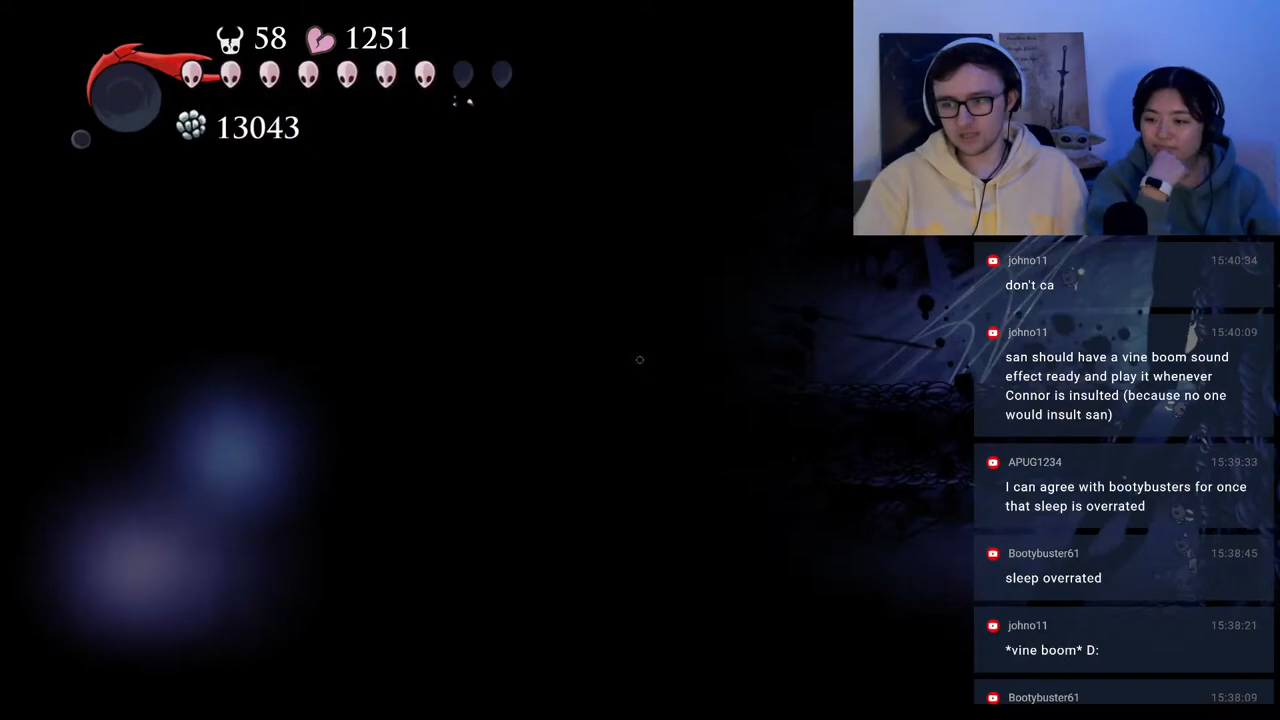 58 1251
13043
johno11 15:40:34
don't ca
johno11 15:40:09
san should have a vine boom sound
effect ready and play it whenever
Connor is insulted (because no one
would insult san)
APUG1234 15:39:33
I can agree with bootybusters for once
that sleep is overrated
Bootybuster61 15:38:45
sleep overrated
johno11 15:38:21
*vine boom* D:
Bootybuster61 15:38:09